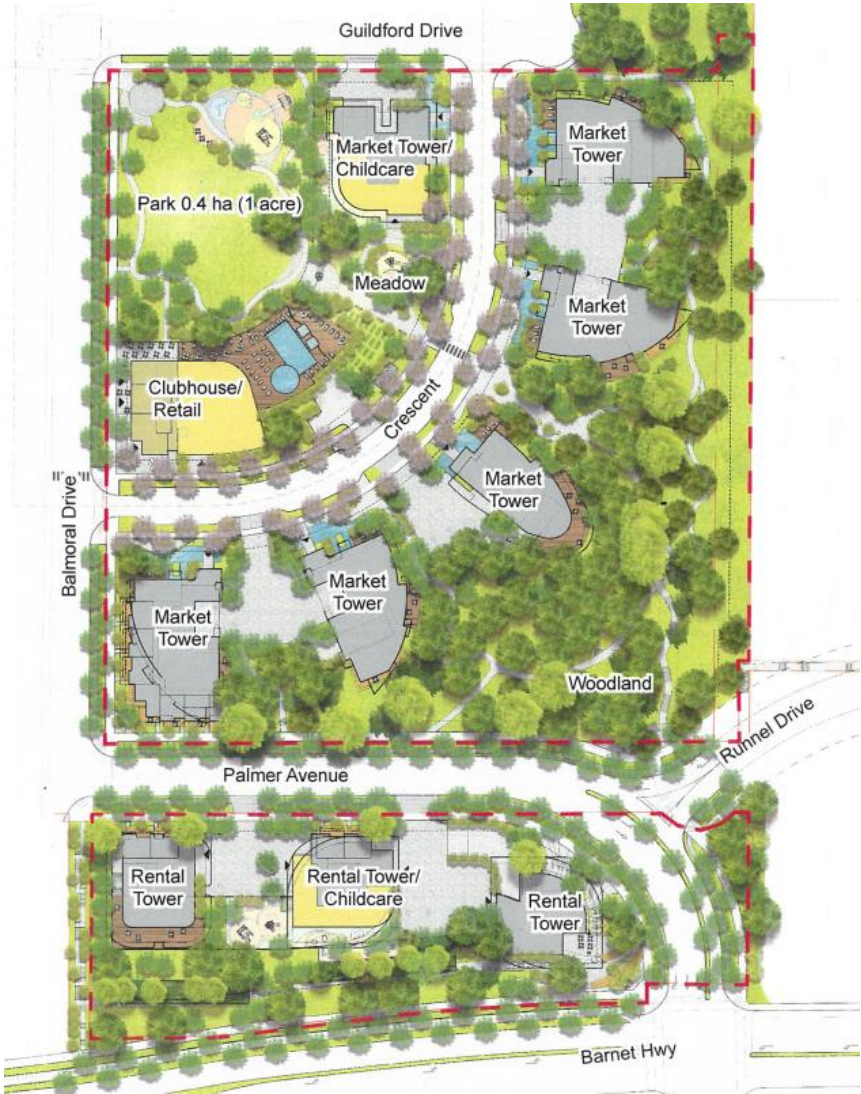 Guildford Drive
Market Tower/
Childcare
Market
Tower
Park 0.4 ha (1 acre)
Meadow
Market
Tower
Clubhouse/
Retail
Crescent
Market
Tower
Balmoral Drive
Market
Tower
Market
Tower
Woodland
Runnel Drive
Palmer Avenue
Rental
Tower
Rental Tower/
Childcare
Rental
Tower
Barnet Hwy